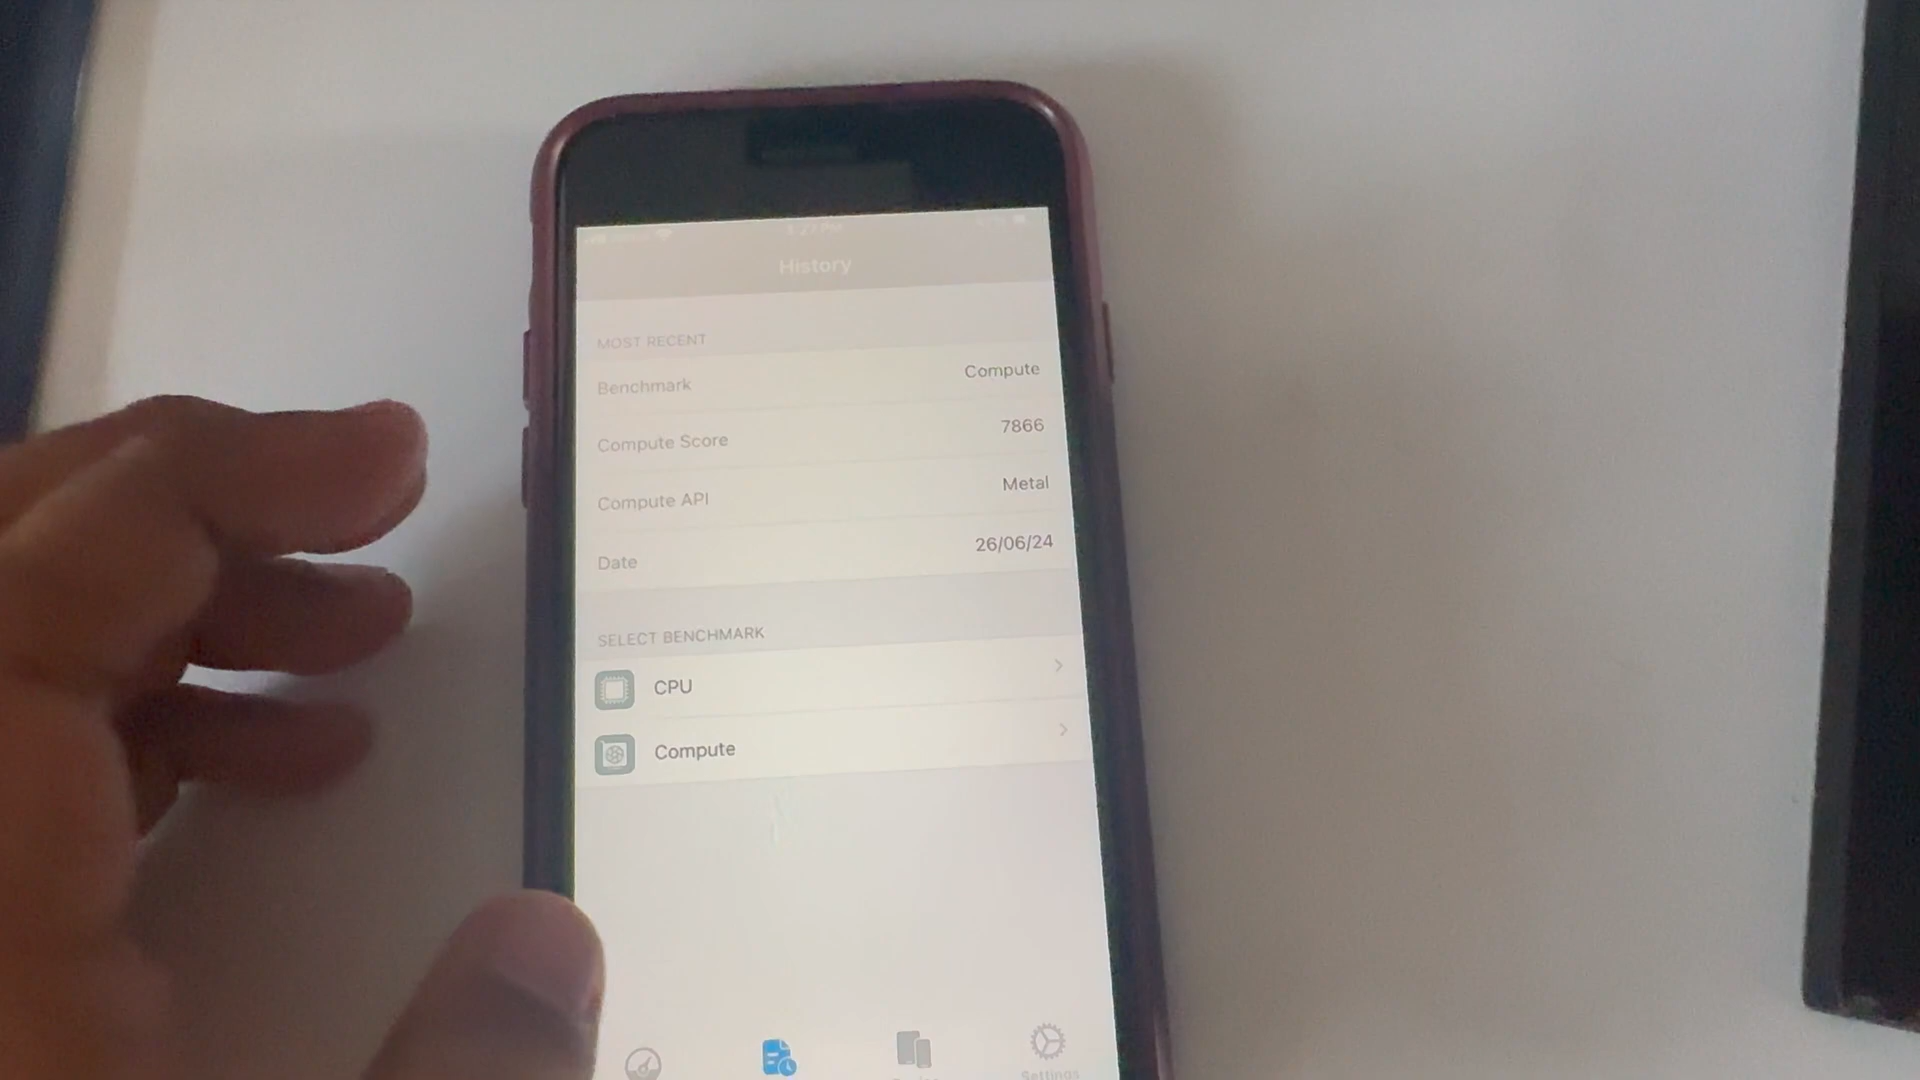 History
MOST RECENT
Benchmark Compute
Compute Score 7866
Compute API Metal
Date 26/06/24
SELECT BENCHMARK
CPU
Compute
Settings